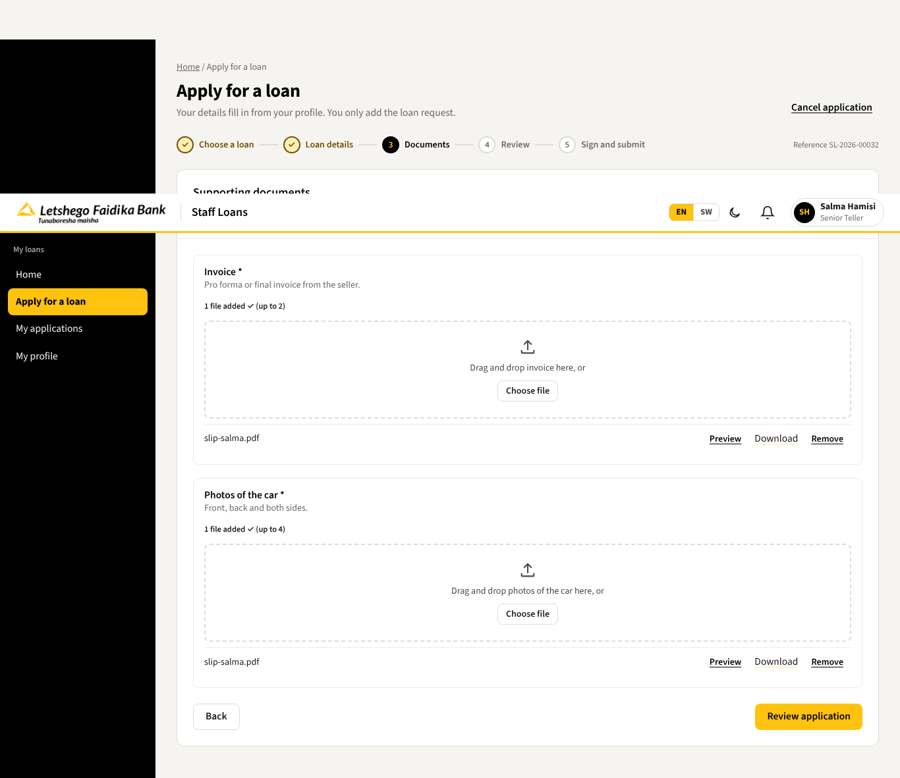 Home / Apply for a loan
Apply for a loan
Your details fill in from your profile. You only add the loan request.
Cancel application
Choose a loan
Loan details
3 Documents
4 Review
5 Sign and submit
Reference SL-2026-00032
Supporting documents
Letshego Faidika Bank
Tunaboresha maisha
Staff Loans
EN SW
SH
Salma Hamisi
Senior Teller
My loans
Home
Apply for a loan
My applications
My profile
Invoice *
Pro forma or final invoice from the seller.
1 file added ✓ (up to 2)
Drag and drop invoice here, or
Choose file
slip-salma.pdf
Preview Download Remove
Photos of the car *
Front, back and both sides.
1 file added ✓ (up to 4)
Drag and drop photos of the car here, or
Choose file
slip-salma.pdf
Preview Download Remove
Back
Review application